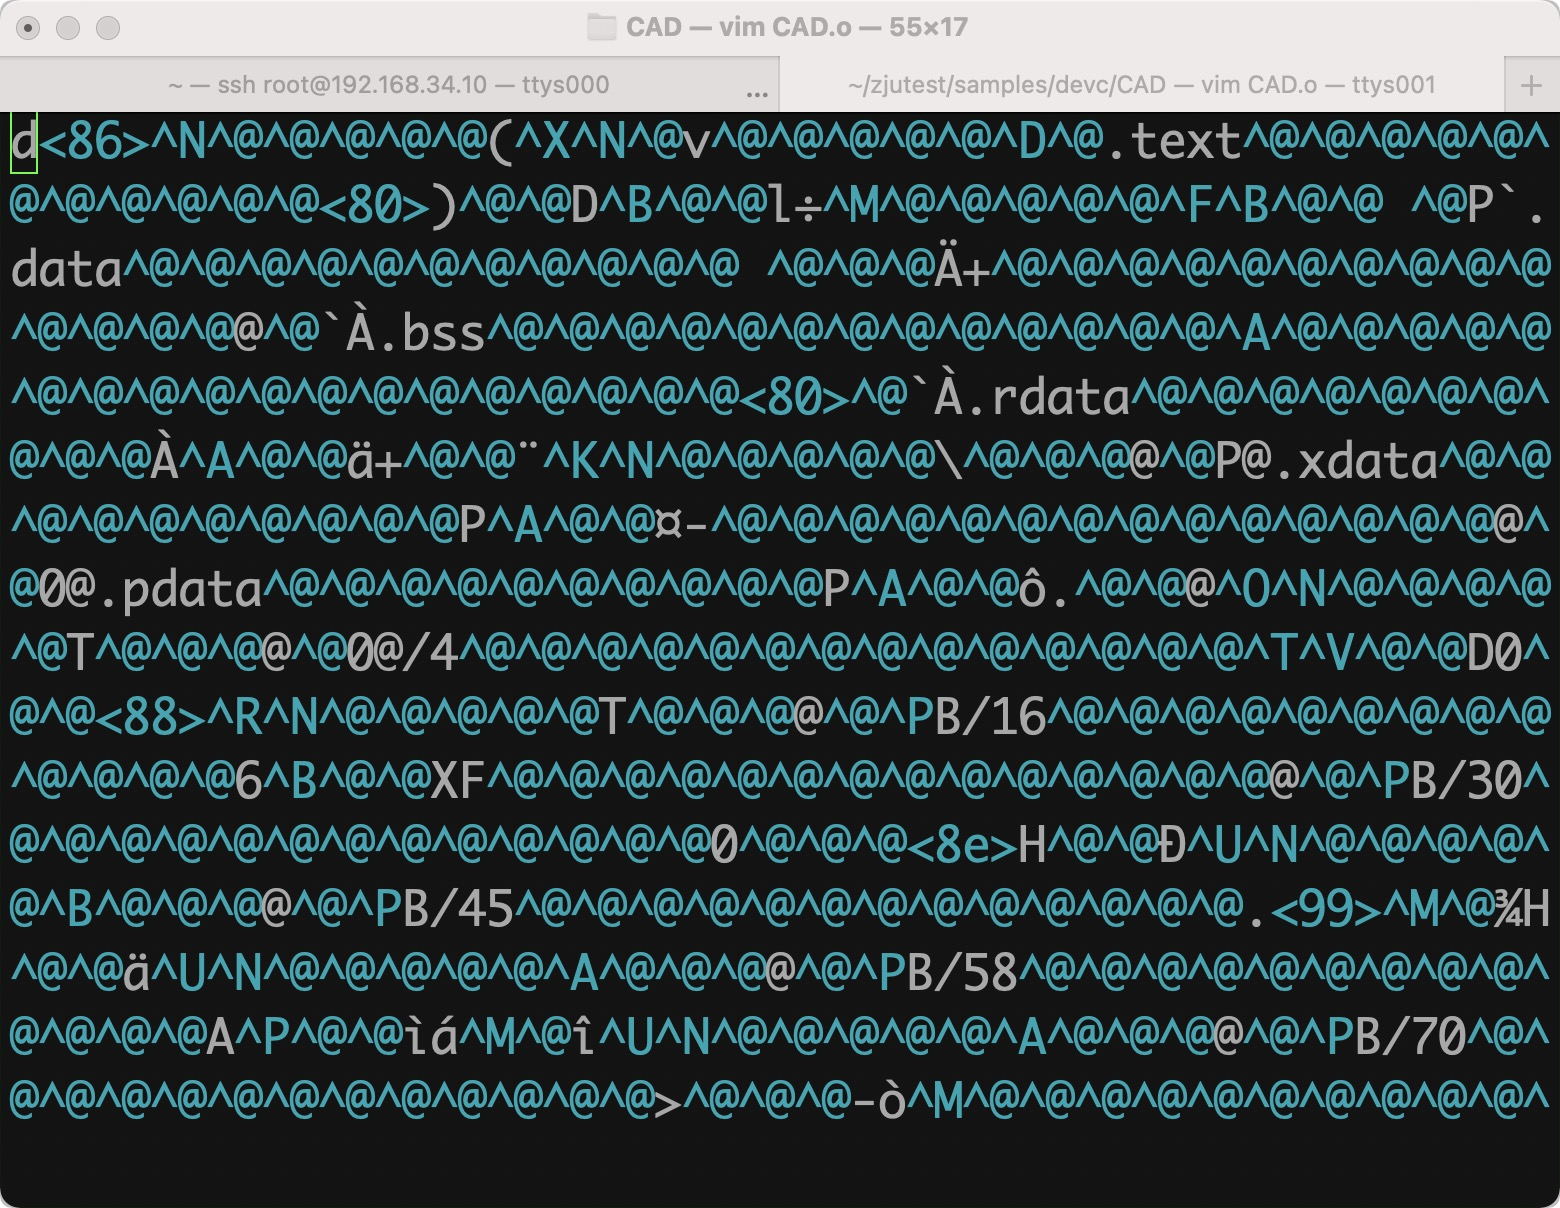 CAD — vim CAD.o — 55×17
~ — ssh root@192.168.34.10 — ttys000 ...
~/zjutest/samples/devc/CAD — vim CAD.o — ttys001 +
d<86>^N^@^@^@^@^@(^X^N^@v^@^@^@^@^@^D^@.text^@^@^@^@^@^
@^@^@^@^@^@<80>)^@^@D^B^@^@l÷^M^@^@^@^@^@^F^B^@^@ ^@P`.
data^@^@^@^@^@^@^@^@^@^@^@ ^@^@^@Ä+^@^@^@^@^@^@^@^@^@^@
^@^@^@^@@^@`À.bss^@^@^@^@^@^@^@^@^@^@^@^@^@^A^@^@^@^@^@
^@^@^@^@^@^@^@^@^@^@^@^@^@<80>^@`À.rdata^@^@^@^@^@^@^@^
@^@^@À^A^@^@ä+^@^@¨^K^N^@^@^@^@^@\^@^@^@@^@P@.xdata^@^@
^@^@^@^@^@^@^@^@P^A^@^@¤-^@^@^@^@^@^@^@^@^@^@^@^@^@^@@^
@0@.pdata^@^@^@^@^@^@^@^@^@^@P^A^@^@ô.^@^@@^O^N^@^@^@^@
^@T^@^@^@@^@0@/4^@^@^@^@^@^@^@^@^@^@^@^@^@^@^T^V^@^@D0^
@^@<88>^R^N^@^@^@^@^@T^@^@^@@^@^PB/16^@^@^@^@^@^@^@^@^@
^@^@^@^@6^B^@^@XF^@^@^@^@^@^@^@^@^@^@^@^@^@^@@^@^PB/30^
@^@^@^@^@^@^@^@^@^@^@^@^@0^@^@^@<8e>H^@^@Ð^U^N^@^@^@^@^
@^B^@^@^@@^@^PB/45^@^@^@^@^@^@^@^@^@^@^@^@^@.<99>^M^@¾H
^@^@ä^U^N^@^@^@^@^@^A^@^@^@@^@^PB/58^@^@^@^@^@^@^@^@^@^
@^@^@^@A^P^@^@ìá^M^@î^U^N^@^@^@^@^@^A^@^@^@@^@^PB/70^@^
@^@^@^@^@^@^@^@^@^@^@^@>^@^@^@-ò^M^@^@^@^@^@^@^@^@^@^@^